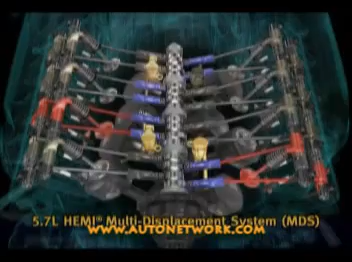 5.7L HEMI® Multi-Displacement System (MDS)
WWW.AUTONETWORK.COM